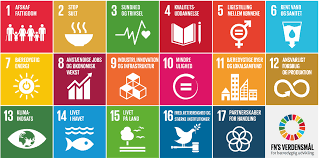 1 AFSKAF FATTIGDOM
2 STOP SULT
3 SUNDHED OG TRIVSEL
4 KVALITETS-UDDANNELSE
5 LIGESTILLING MELLEM KØNNENE
6 RENT VAND OG SANITET
7 BÆREDYGTIG ENERGI
8 ANSTÆNDIGE JOBS OG ØKONOMISK VÆKST
9 INDUSTRI, INNOVATION OG INFRASTRUKTUR
10 MINDRE ULIGHED
11 BÆREDYGTIGE BYER OG LOKALSAMFUND
12 ANSVARLIGT FORBRUG OG PRODUKTION
13 KLIMA-INDSATS
14 LIVET I HAVET
15 LIVET PÅ LAND
16 FRED, RETFÆRDIGHED OG STÆRKE INSTITUTIONER
17 PARTNERSKABER FOR HANDLING
FN'S VERDENSMÅL
for bæredygtig udvikling